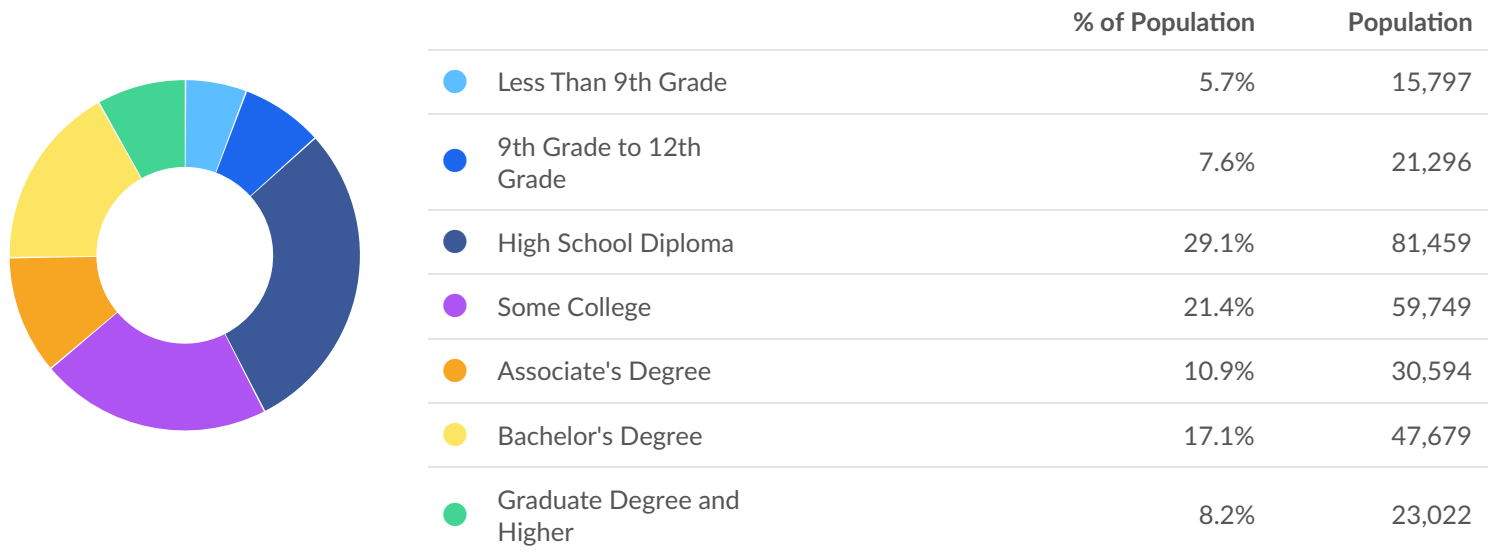 % of Population Population
Less Than 9th Grade 5.7% 15,797
9th Grade to 12th
Grade 7.6% 21,296
High School Diploma 29.1% 81,459
Some College 21.4% 59,749
Associate's Degree 10.9% 30,594
Bachelor's Degree 17.1% 47,679
Graduate Degree and
Higher 8.2% 23,022